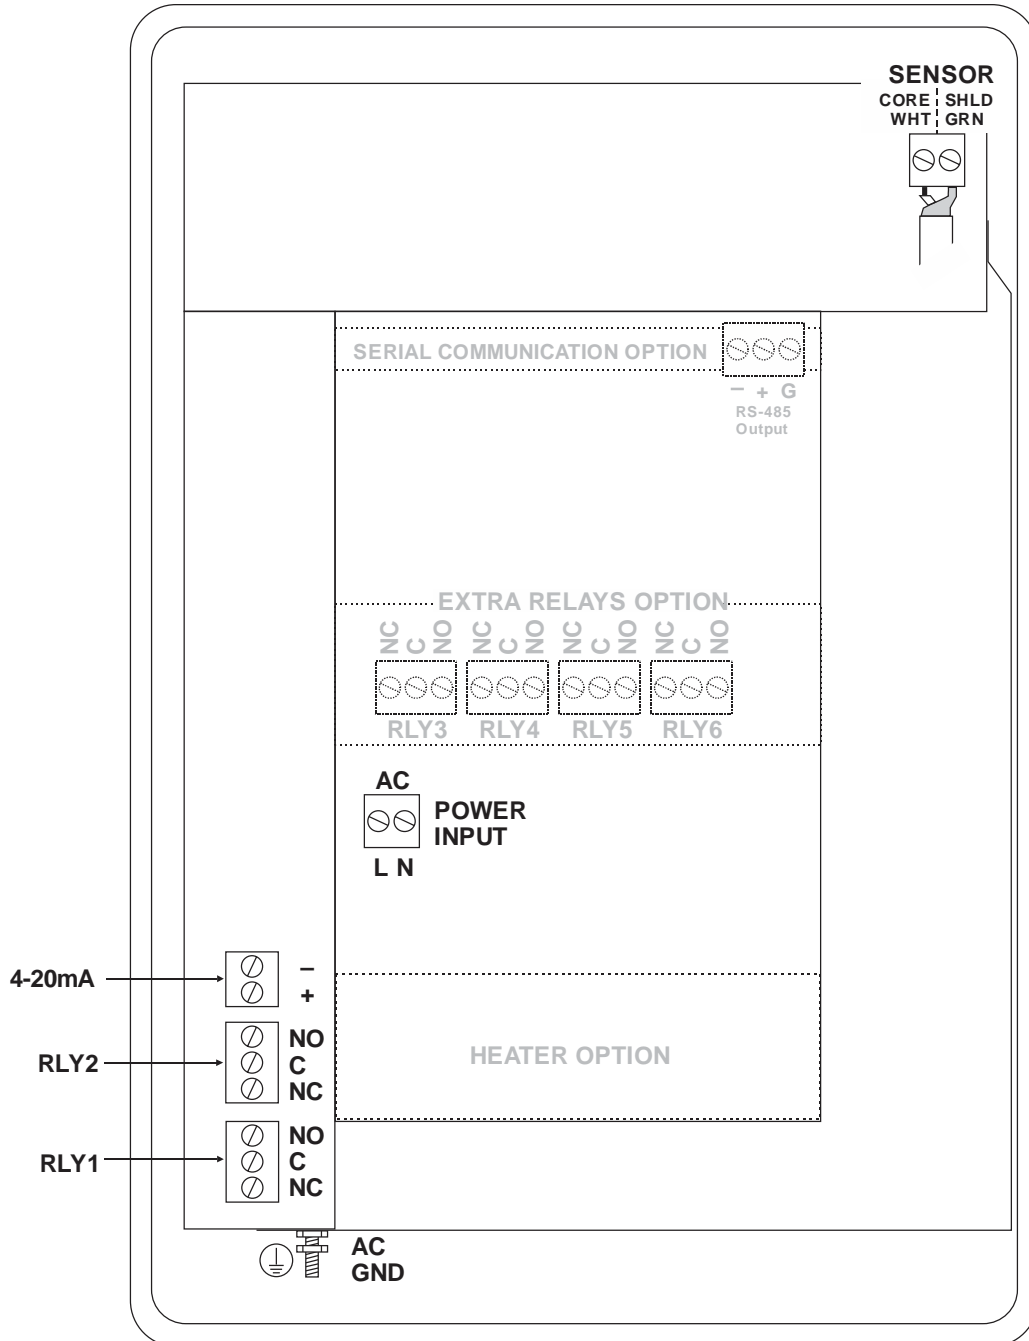 SENSOR
CORE SHLD
WHT GRN
SERIAL COMMUNICATION OPTION
– + G
RS-485
Output
EXTRA RELAYS OPTION
NC C NO NC C NO NC C NO NC C NO
RLY3 RLY4 RLY5 RLY6
AC
POWER
INPUT
L N
4-20mA
–
+
RLY2
NO
C
NC
HEATER OPTION
RLY1
NO
C
NC
AC
GND